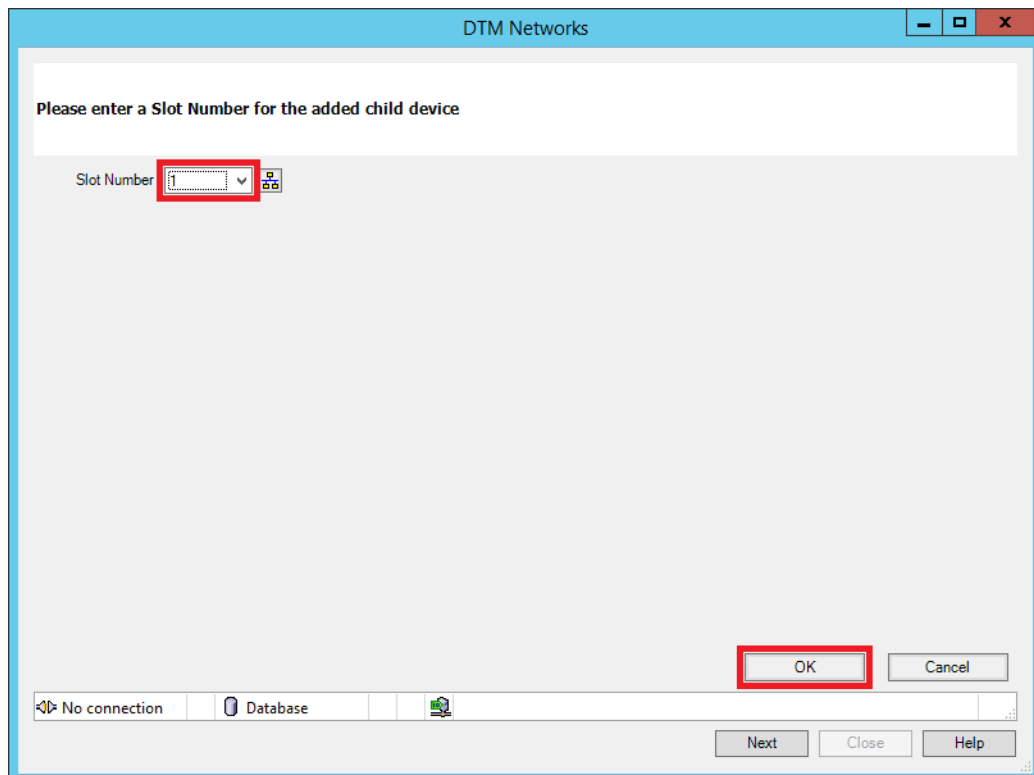 DTM Networks
Please enter a Slot Number for the added child device
Slot Number 1
OK Cancel
No connection Database
Next Close Help